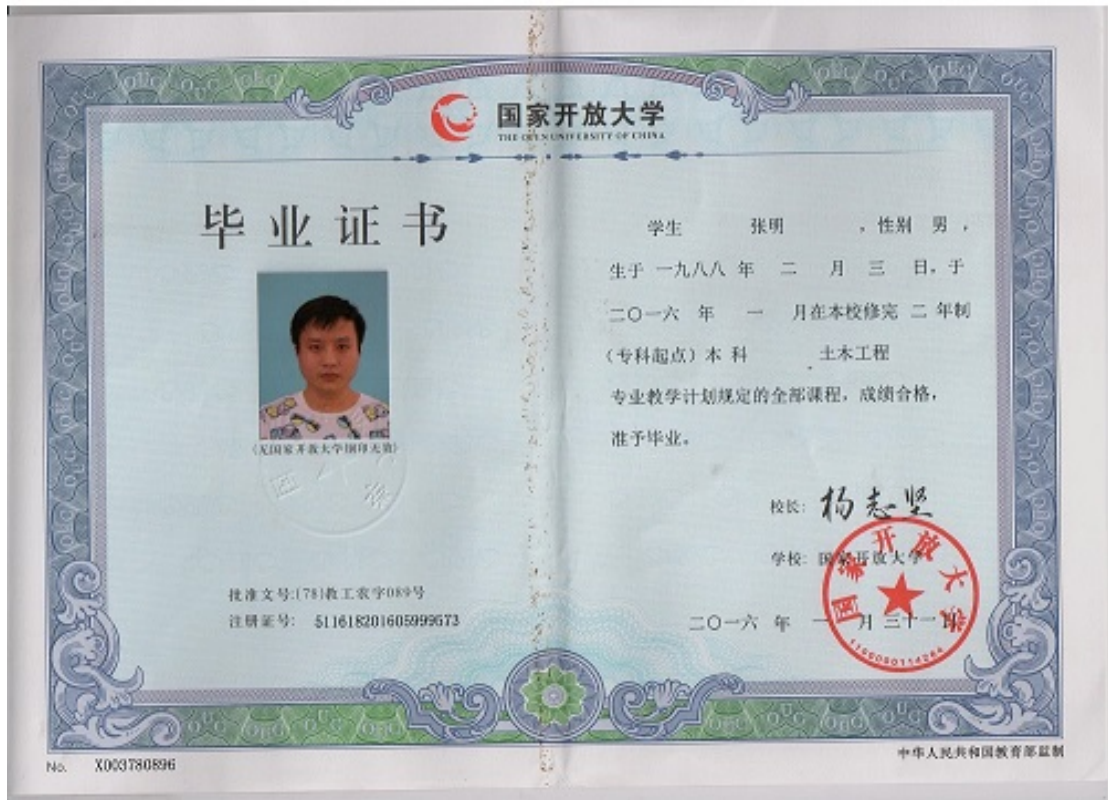 国家开放大学
THE OPEN UNIVERSITY OF CHINA
毕业证书
(无国家开放大学钢印无效)
批准文号:(78)教工农字089号
注册证号: 511618201605999573
学生 张明 ,性别 男 ,
生于 一九八八 年 二 月 三 日,于
二〇一六 年 一 月在本校修完 二 年制
(专科起点)本科 土木工程
专业教学计划规定的全部课程,成绩合格,
准予毕业。
校长: 杨志坚
学校: 国家开放大学
二〇一六 年 一 月 三十一日
国家开放大学
No. X003780896
中华人民共和国教育部监制